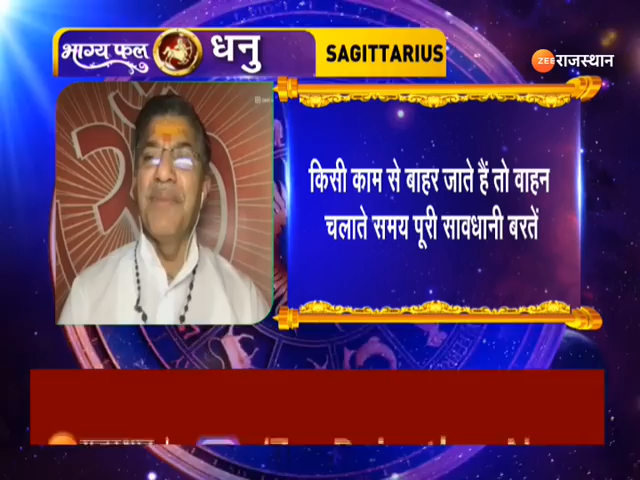 भाग्य फल
धनु
SAGITTARIUS
ZEE राजस्थान
किसी काम से बाहर जाते हैं तो वाहन
चलाते समय पूरी सावधानी बरतें